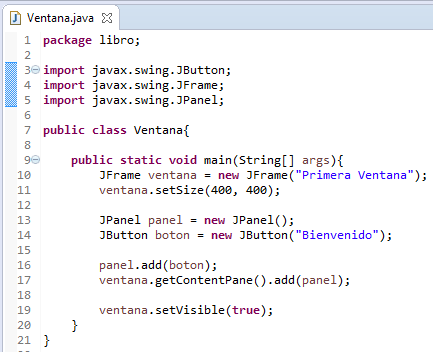 Ventana.java
1 package libro;
2
3 import javax.swing.JButton;
4 import javax.swing.JFrame;
5 import javax.swing.JPanel;
6
7 public class Ventana{
8
9 public static void main(String[] args){
10 JFrame ventana = new JFrame("Primera Ventana");
11 ventana.setSize(400, 400);
12
13 JPanel panel = new JPanel();
14 JButton boton = new JButton("Bienvenido");
15
16 panel.add(boton);
17 ventana.getContentPane().add(panel);
18
19 ventana.setVisible(true);
20 }
21 }